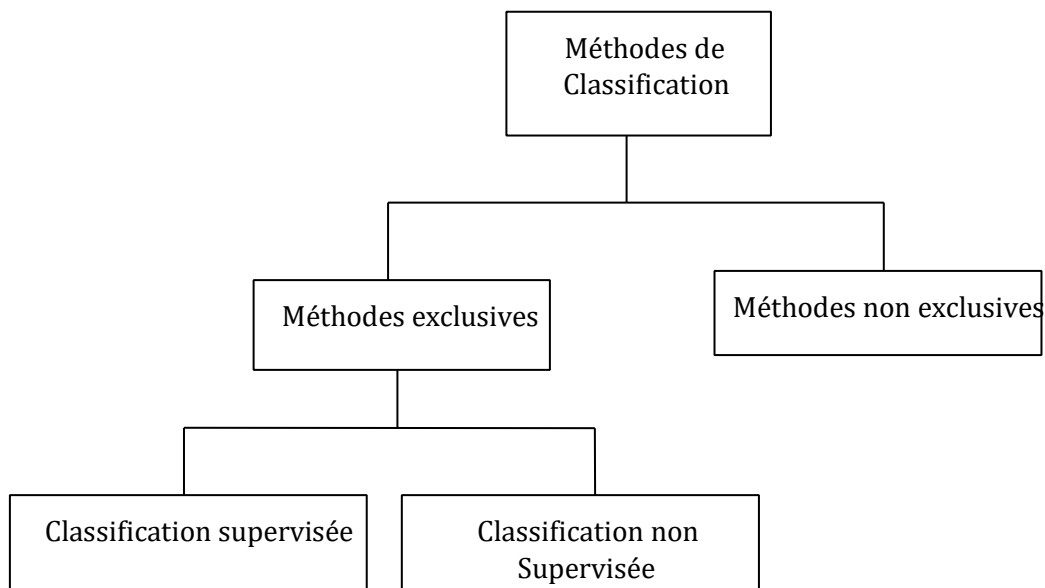 Méthodes de
Classification
Méthodes exclusives
Méthodes non exclusives
Classification supervisée
Classification non
Supervisée